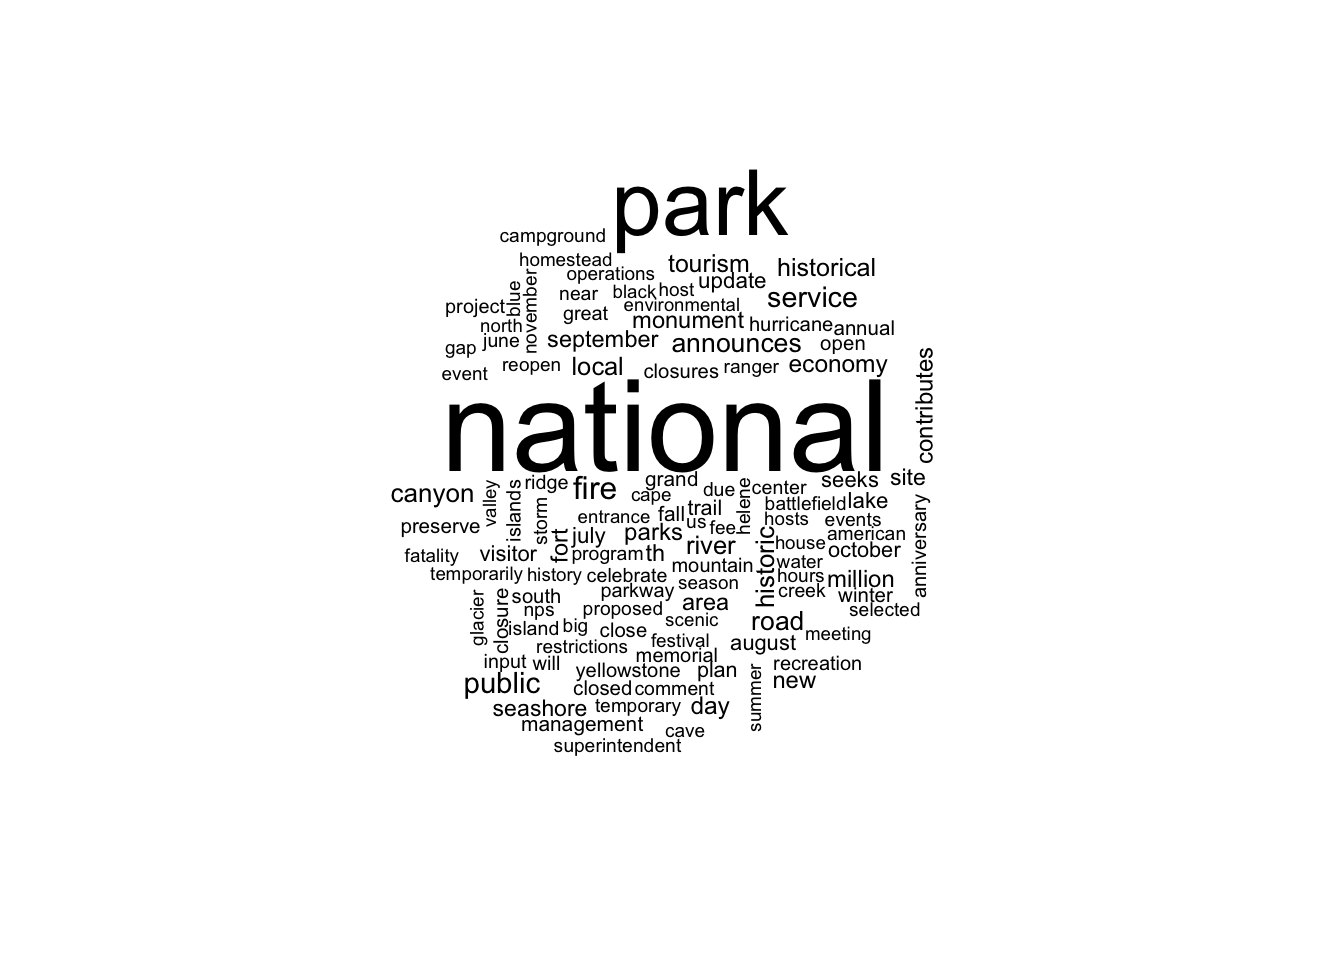 park
campground
homestead
tourism
historical
operations
update
near
black
host
service
blue
november
project
environmental
great
monument
hurricane
annual
north
june
september
announces
open
gap
reopen
local
closures
ranger
economy
event
contributes
national
canyon
valley
islands
ridge
fire
grand
cape
due
helene
center
seeks
site
storm
battlefield
lake
preserve
entrance
fall
trail
us
fee
hosts
events
anniversary
fort
july
parks
american
fatality
visitor
program
th
river
historic
house
october
mountain
water
temporarily
history
celebrate
season
hours
million
glacier
closure
south
parkway
creek
winter
nps
proposed
area
selected
scenic
road
island
big
close
festival
august
meeting
restrictions
memorial
input
will
yellowstone
plan
summer
recreation
public
closed
comment
new
seashore
temporary
day
management
cave
superintendent